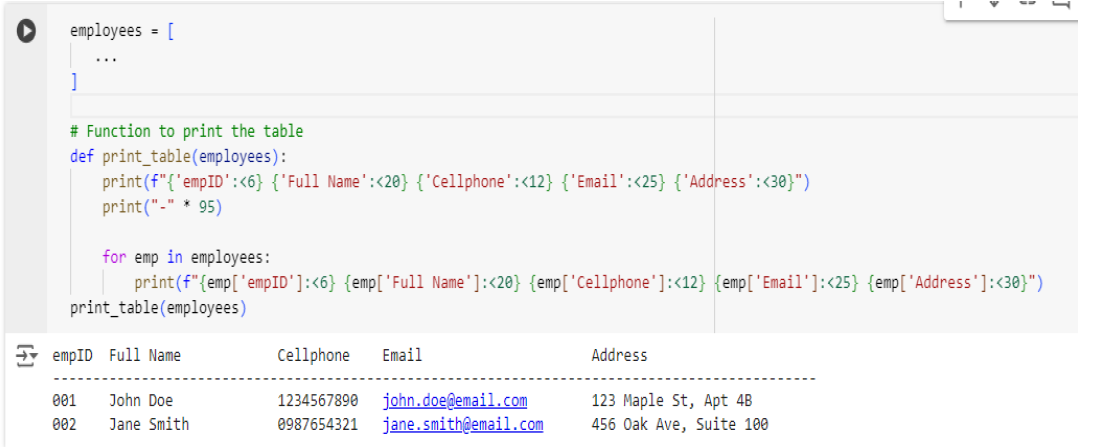 employees = [
...
]
# Function to print the table
def print_table(employees):
print(f"{'empID':<6} {'Full Name':<20} {'Cellphone':<12} {'Email':<25} {'Address':<30}")
print("-" * 95)
for emp in employees:
print(f"{emp['empID']:<6} {emp['Full Name']:<20} {emp['Cellphone']:<12} {emp['Email']:<25} {emp['Address']:<30}")
print_table(employees)
empID Full Name Cellphone Email Address
-----------------------------------------------------------------------------------------------
001 John Doe 1234567890 john.doe@email.com 123 Maple St, Apt 4B
002 Jane Smith 0987654321 jane.smith@email.com 456 Oak Ave, Suite 100